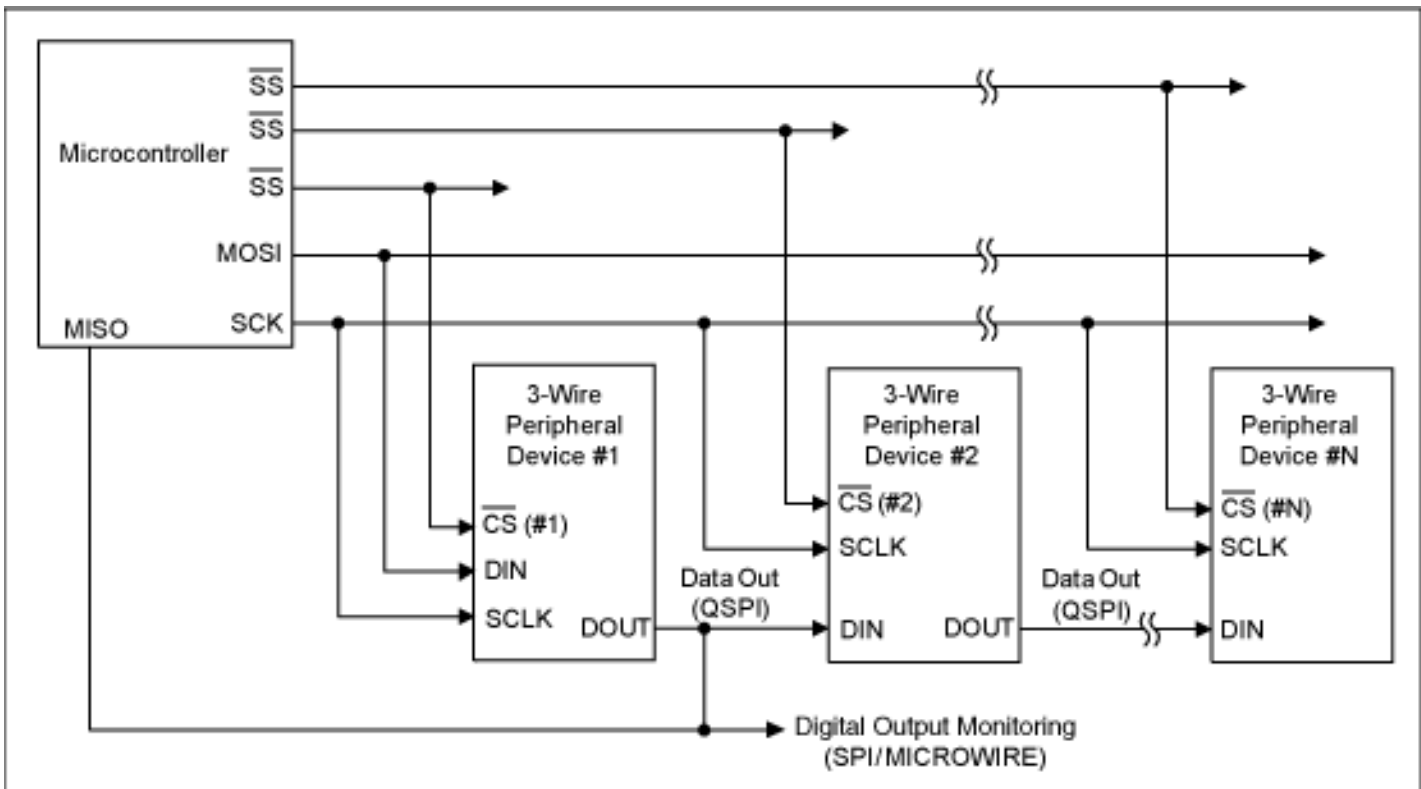 SS
SS
Microcontroller
SS
MOSI
SCK
MISO
3-Wire
Peripheral
Device #1
CS (#1)
DIN
SCLK
DOUT
Data Out
(QSPI)
3-Wire
Peripheral
Device #2
CS (#2)
SCLK
DIN
DOUT
Data Out
(QSPI)
3-Wire
Peripheral
Device #N
CS (#N)
SCLK
DIN
Digital Output Monitoring
(SPI/MICROWIRE)